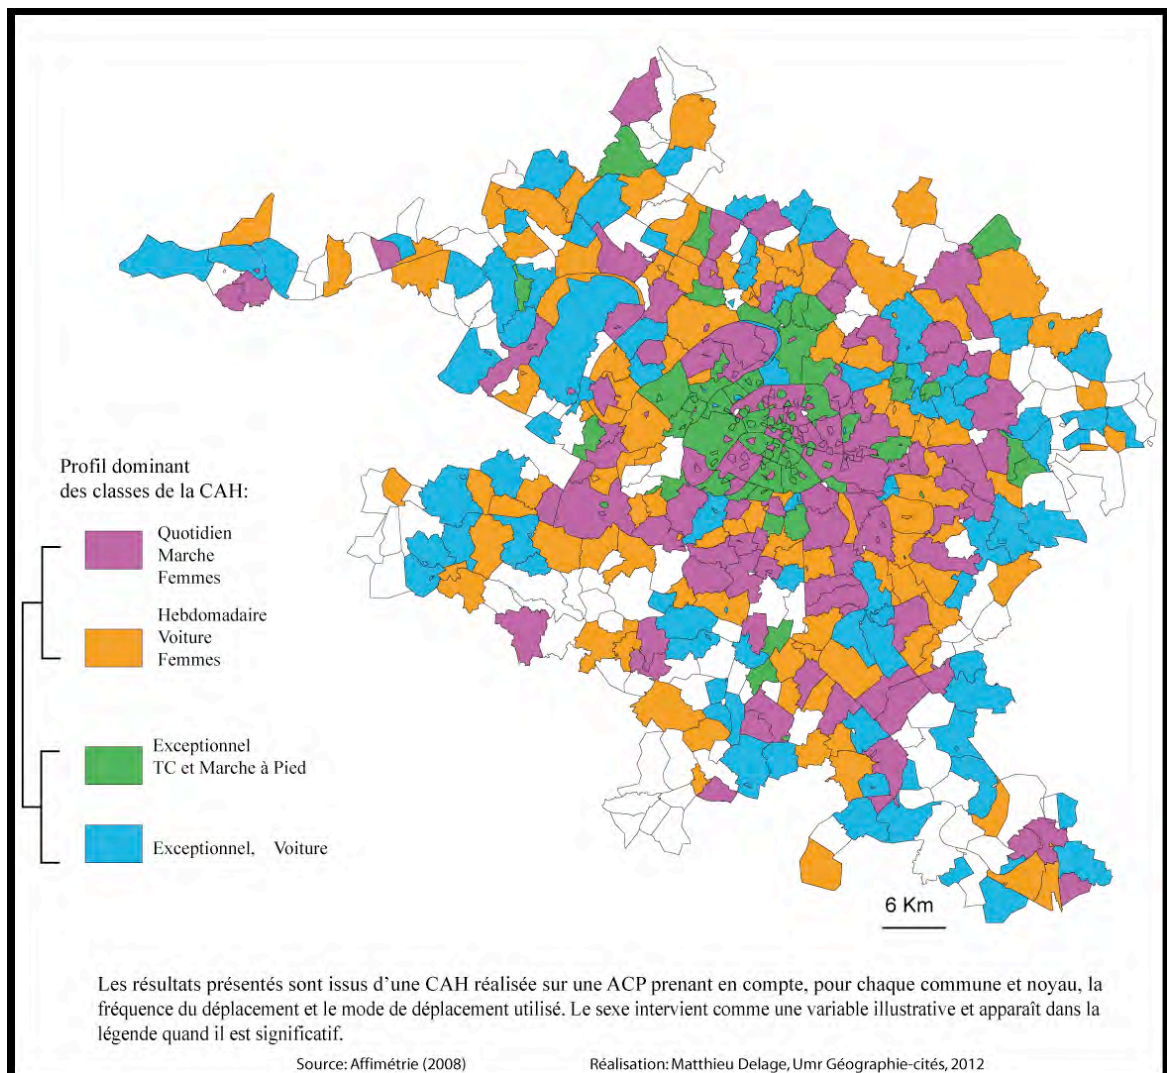 Profil dominant
des classes de la CAH:
Quotidien
Marche
Femmes
Hebdomadaire
Voiture
Femmes
Exceptionnel
TC et Marche à Pied
Exceptionnel, Voiture
6 Km
Les résultats présentés sont issus d'une CAH réalisée sur une ACP prenant en compte, pour chaque commune et noyau, la
fréquence du déplacement et le mode de déplacement utilisé. Le sexe intervient comme une variable illustrative et apparaît dans la
légende quand il est significatif.
Source: Affimétrie (2008) Réalisation: Matthieu Delage, Umr Géographie-cités, 2012